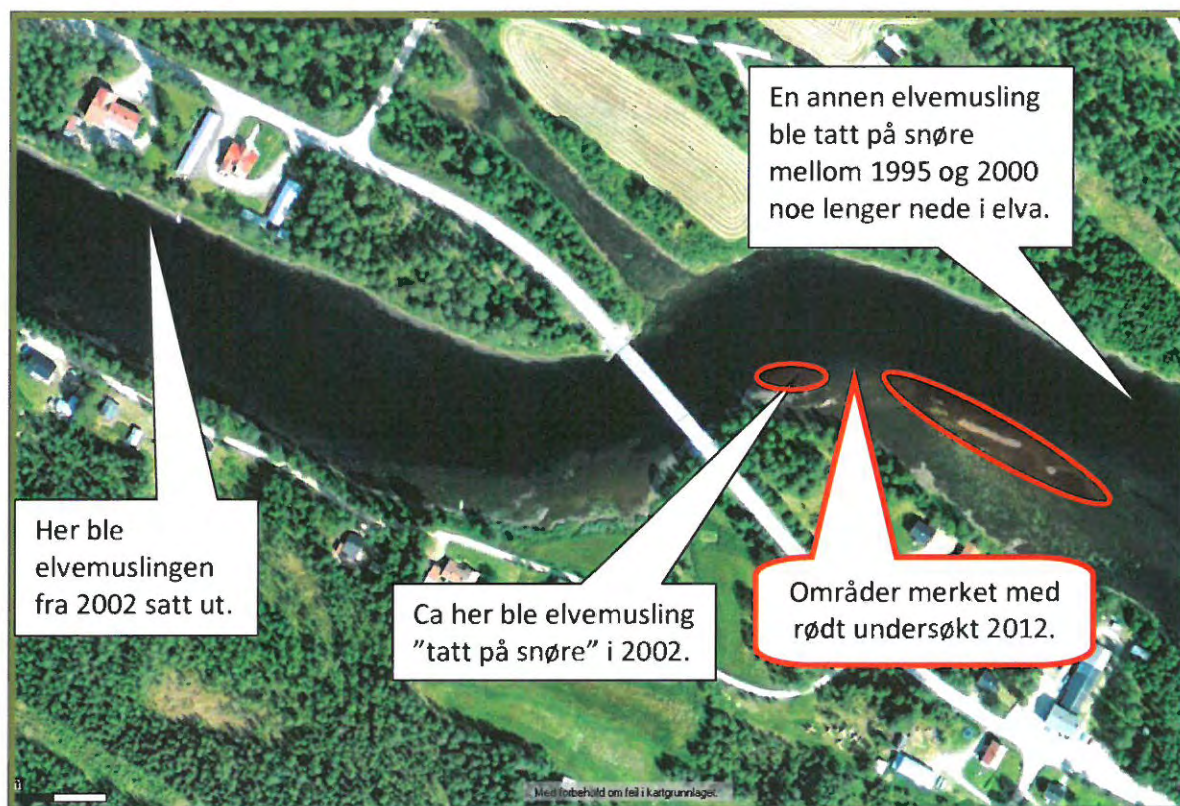 En annen elvemusling
ble tatt på snøre
mellom 1995 og 2000
noe lenger nede i elva.
Her ble
elvemuslingen
fra 2002 satt ut.
Ca her ble elvemusling
”tatt på snøre” i 2002.
Områder merket med
rødt undersøkt 2012.
Med forbehold om feil i kartgrunnlaget.